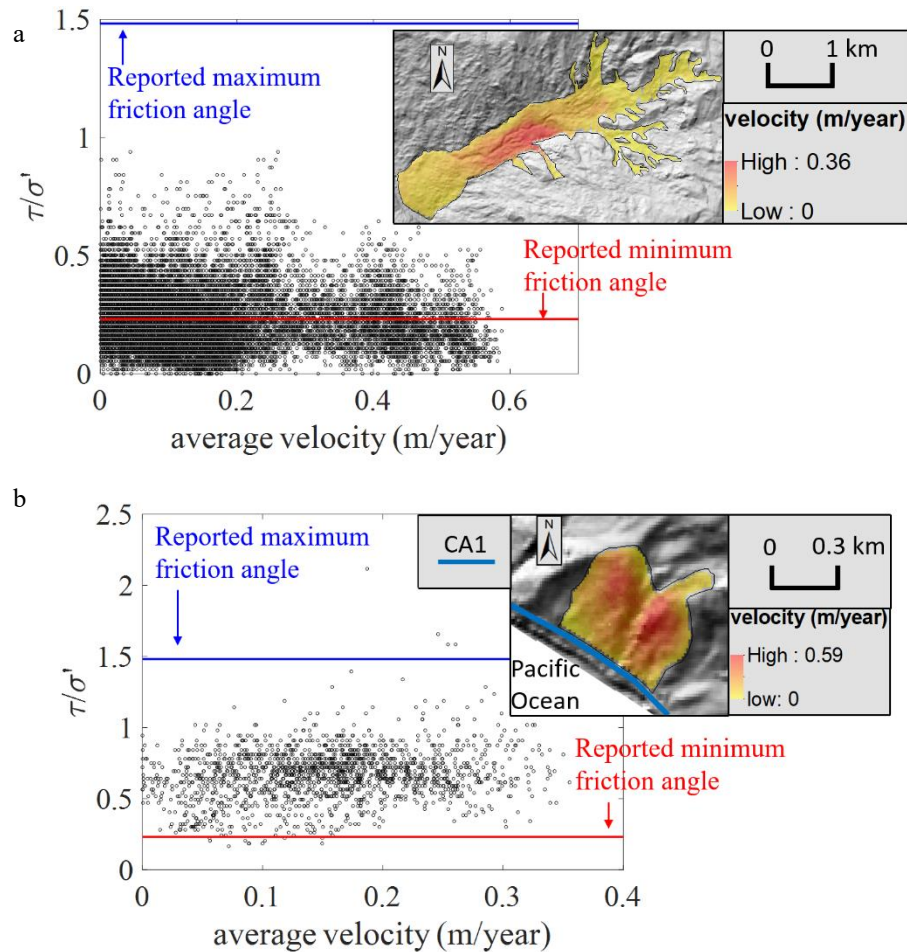 a
1.5
1
0.5
0
τ/σ'
Reported maximum
friction angle
N
0 1 km
velocity (m/year)
High : 0.36
Low : 0
Reported minimum
friction angle
0 0.2 0.4 0.6
average velocity (m/year)
b
2.5
2
1.5
1
0.5
0
τ/σ'
Reported maximum
friction angle
CA1
N
Pacific
Ocean
0 0.3 km
velocity (m/year)
High : 0.59
low: 0
Reported minimum
friction angle
0 0.1 0.2 0.3 0.4
average velocity (m/year)